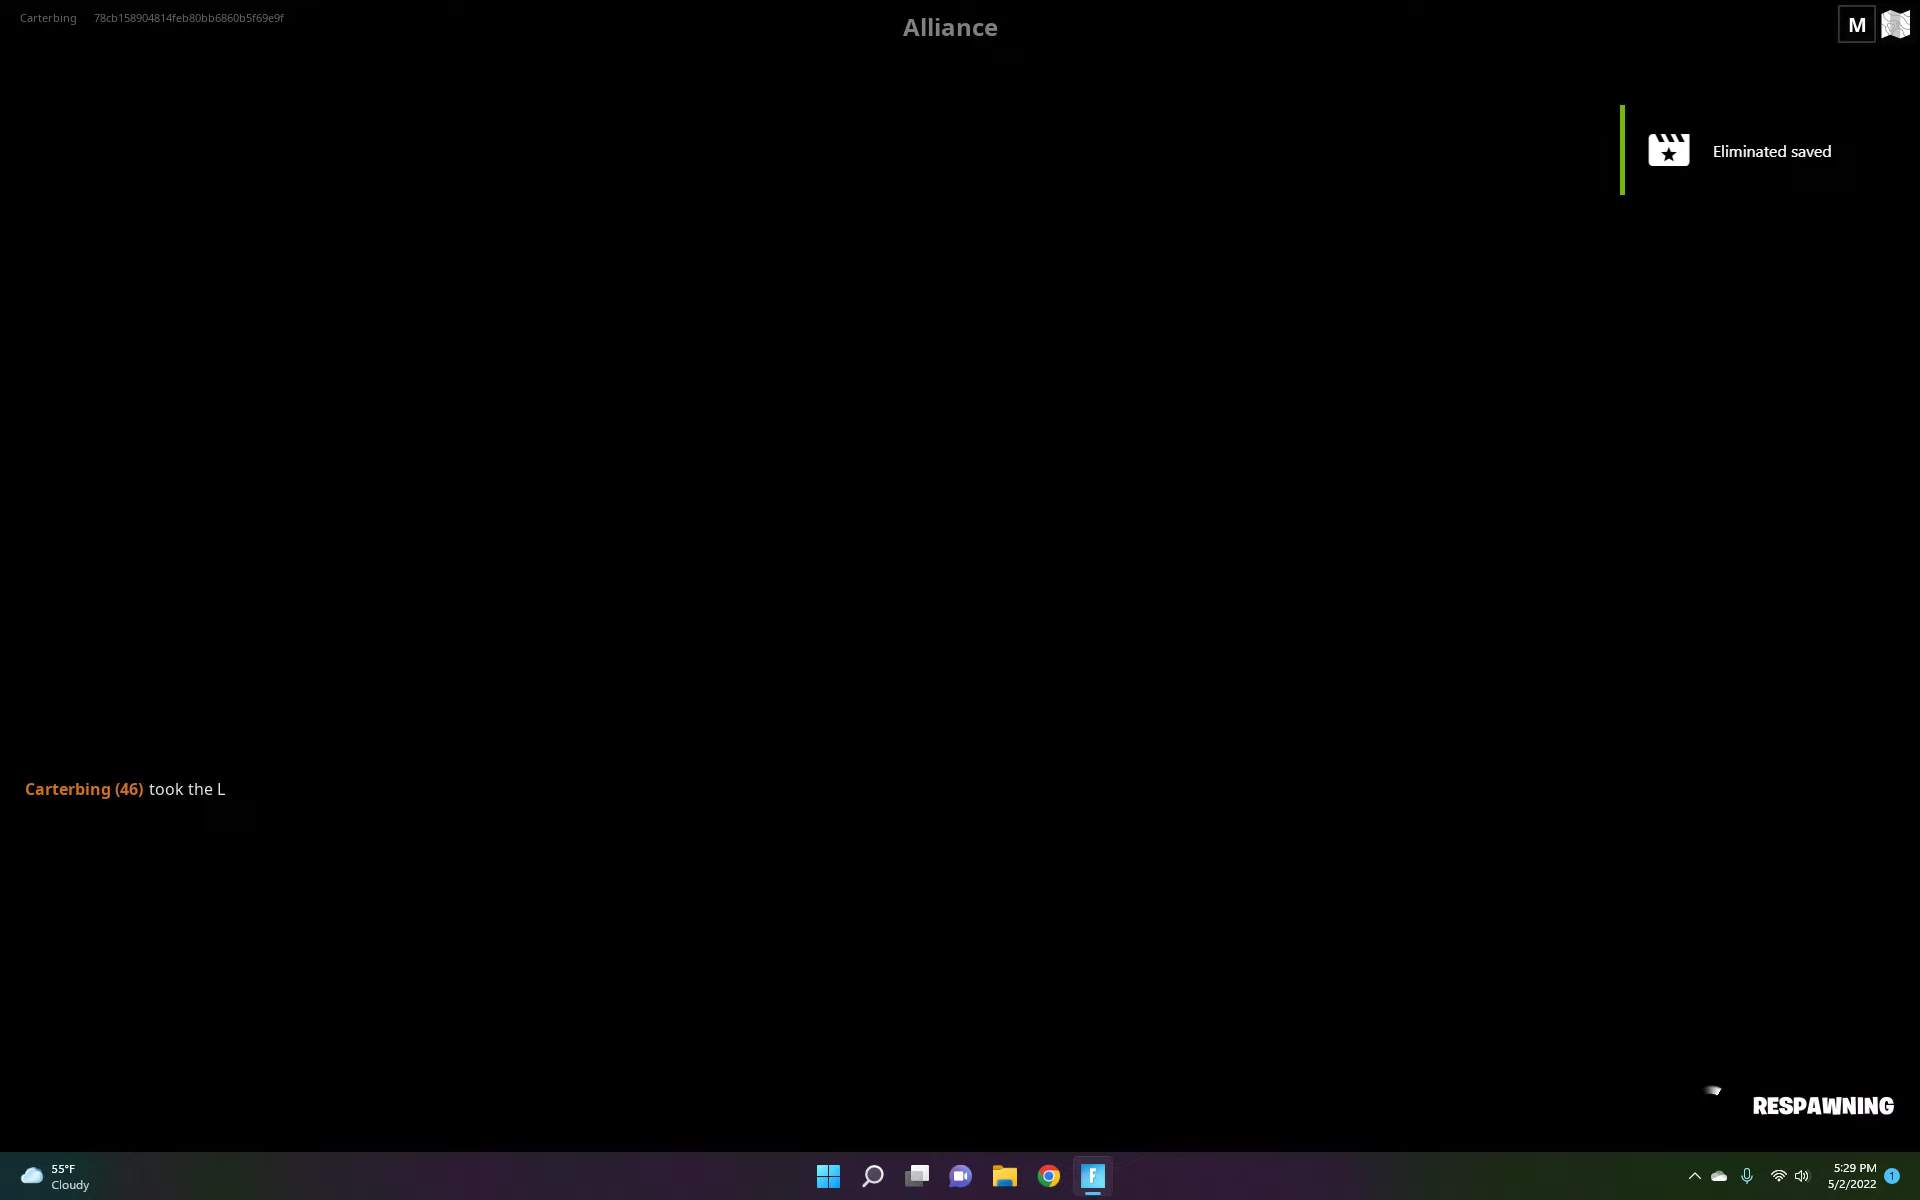 Carterbing 78cb158904814feb80bb6860b5f69e9f
Alliance
M
Eliminated saved
Carterbing (46) took the L
RESPAWNING
55°F
Cloudy
F
5:29 PM
5/2/2022
1